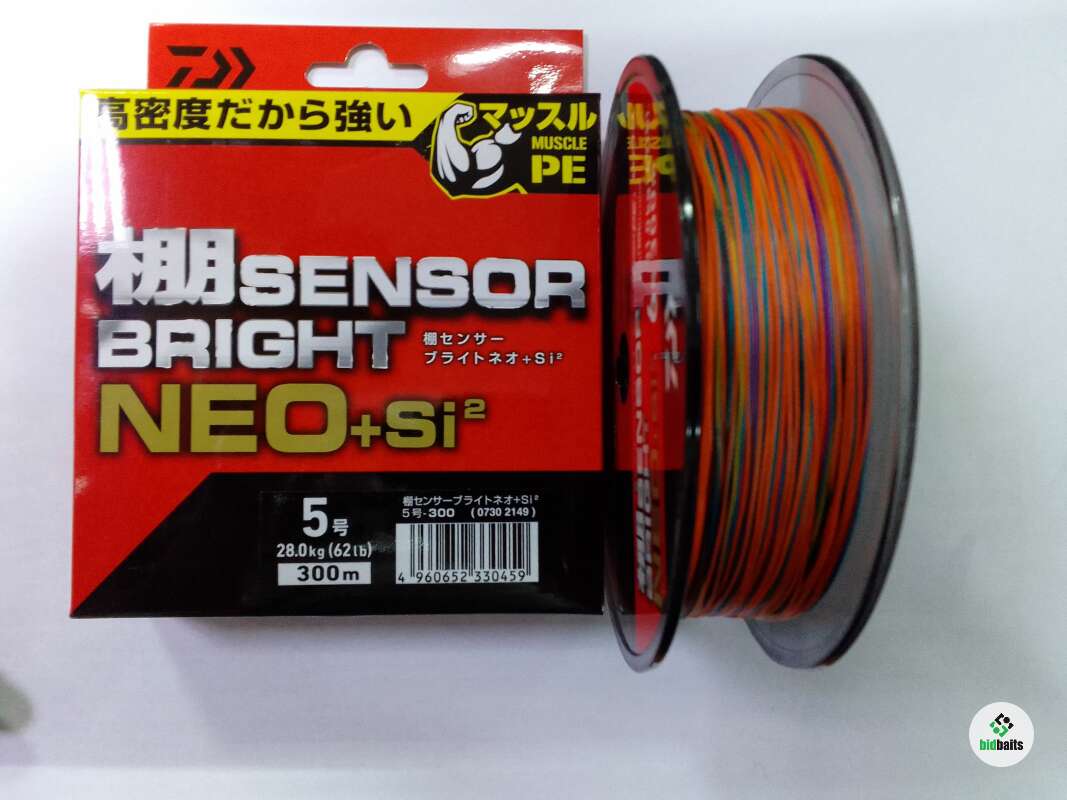 高密度だから強い
マッスル
MUSCLE
PE
棚SENSOR
BRIGHT
棚センサー
ブライトネオ+Si²
NEO+Si²
5号
28.0kg (62lb)
300m
棚センサーブライトネオ+Si²
5号-300 (0730 2149)
4 960652 330459
bidbaits